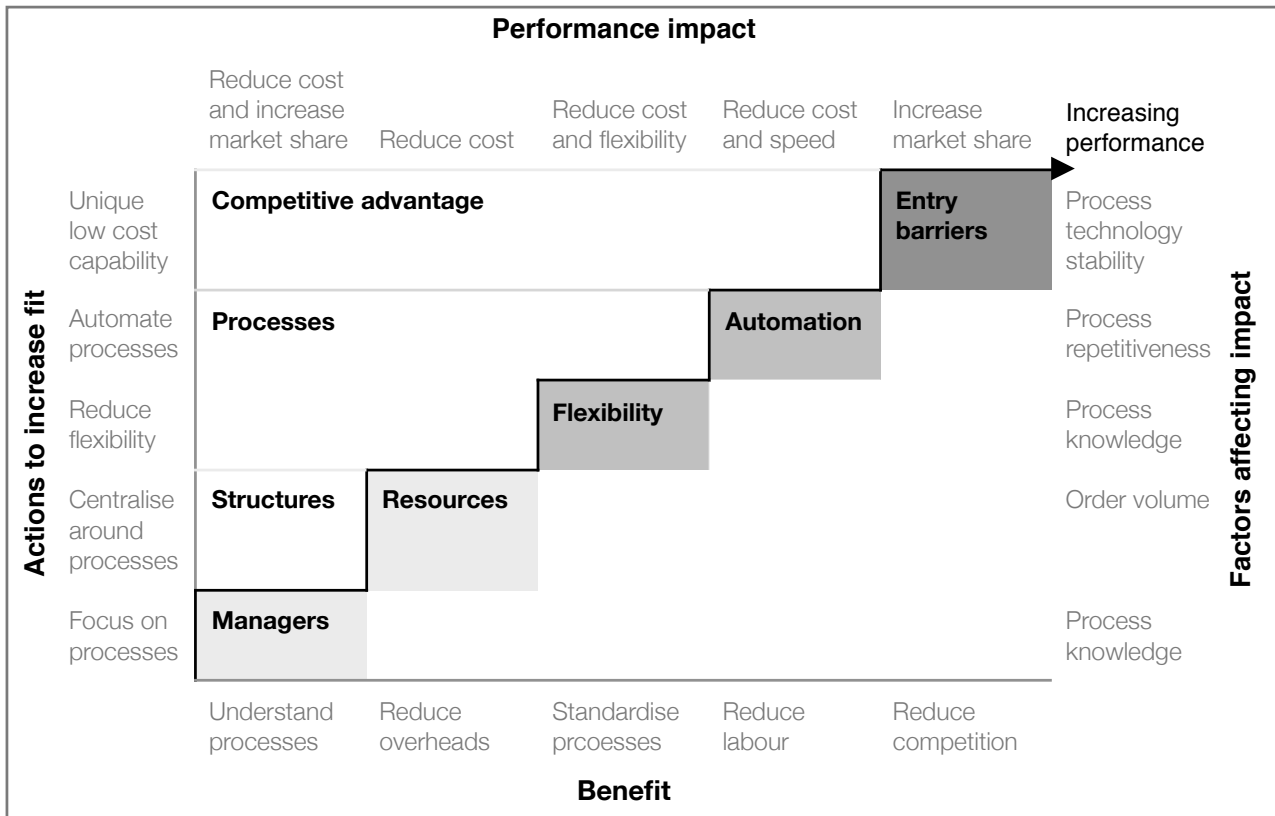 Performance impact
Reduce cost
and increase
market share
Reduce cost
Reduce cost
and flexibility
Reduce cost
and speed
Increase
market share
Increasing
performance
Actions to increase fit
Unique
low cost
capability
Competitive advantage
Entry
barriers
Process
technology
stability
Automate
processes
Processes
Automation
Process
repetitiveness
Reduce
flexibility
Flexibility
Process
knowledge
Centralise
around
processes
Structures
Resources
Order volume
Focus on
processes
Managers
Process
knowledge
Factors affecting impact
Understand
processes
Reduce
overheads
Standardise
prcoesses
Reduce
labour
Reduce
competition
Benefit